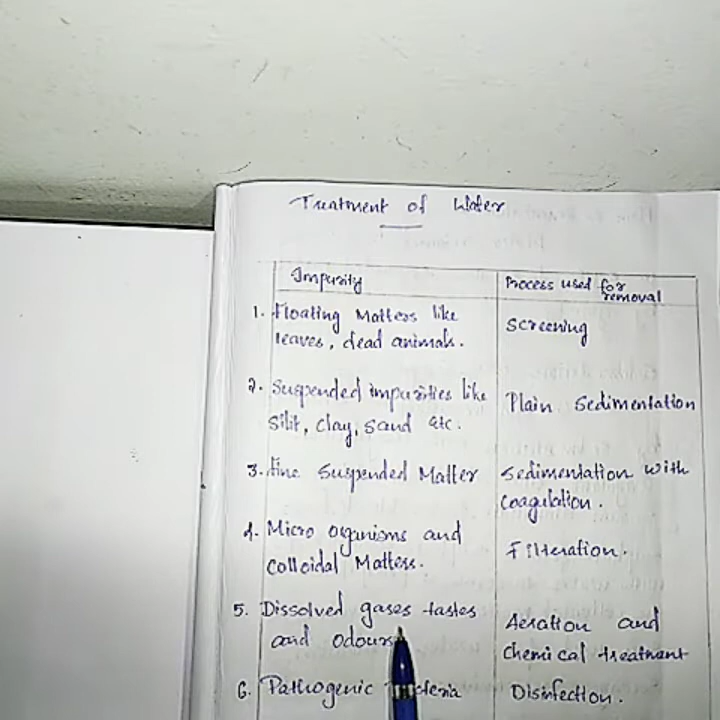 Treatment of Water
Impurity
Process used for
removal
1. Floating Matters like
leaves, dead animals.
Screening
2. Suspended impurities like
Silit, clay, sand etc.
Plain Sedimentation
3. Fine Suspended Matter
Sedimentation with
coagulation.
4. Micro organisms and
colloidal Matters.
Filteration.
5. Dissolved gases tastes
and odours
Aeration and
chemical treatment
6. Pathogenic
Disinfection.